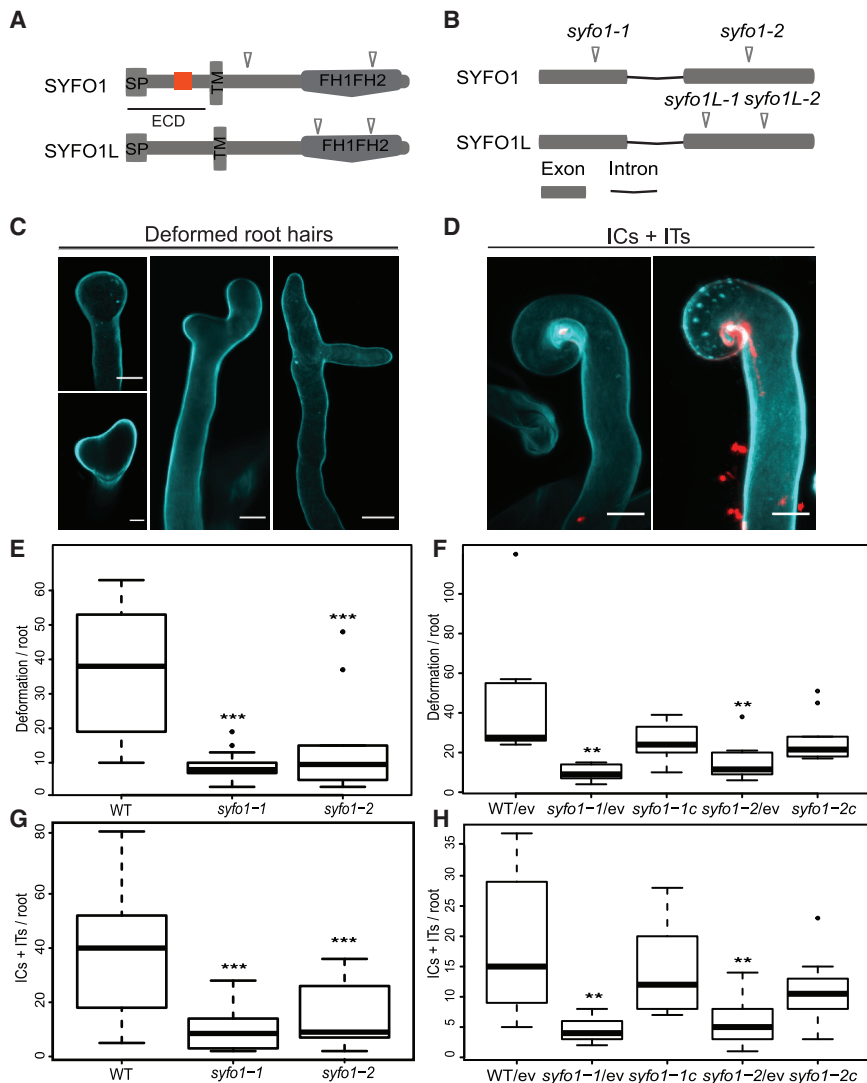 A
SYFO1
SP
TM
FH1FH2
ECD
SYFO1L
SP
TM
FH1FH2
B
syfo1-1
syfo1-2
SYFO1
syfo1L-1
syfo1L-2
SYFO1L
Exon
Intron
C
Deformed root hairs
D
ICs + ITs
E
Deformation / root
60
50
40
30
20
10
0
***
***
WT
syfo1-1
syfo1-2
F
Deformation / root
100
80
60
40
20
0
**
**
WT/ev
syfo1-1/ev
syfo1-1c
syfo1-2/ev
syfo1-2c
G
ICs + ITs / root
80
60
40
20
0
***
***
WT
syfo1-1
syfo1-2
H
ICs + ITs / root
35
25
15
10
5
0
**
**
WT/ev
syfo1-1/ev
syfo1-1c
syfo1-2/ev
syfo1-2c